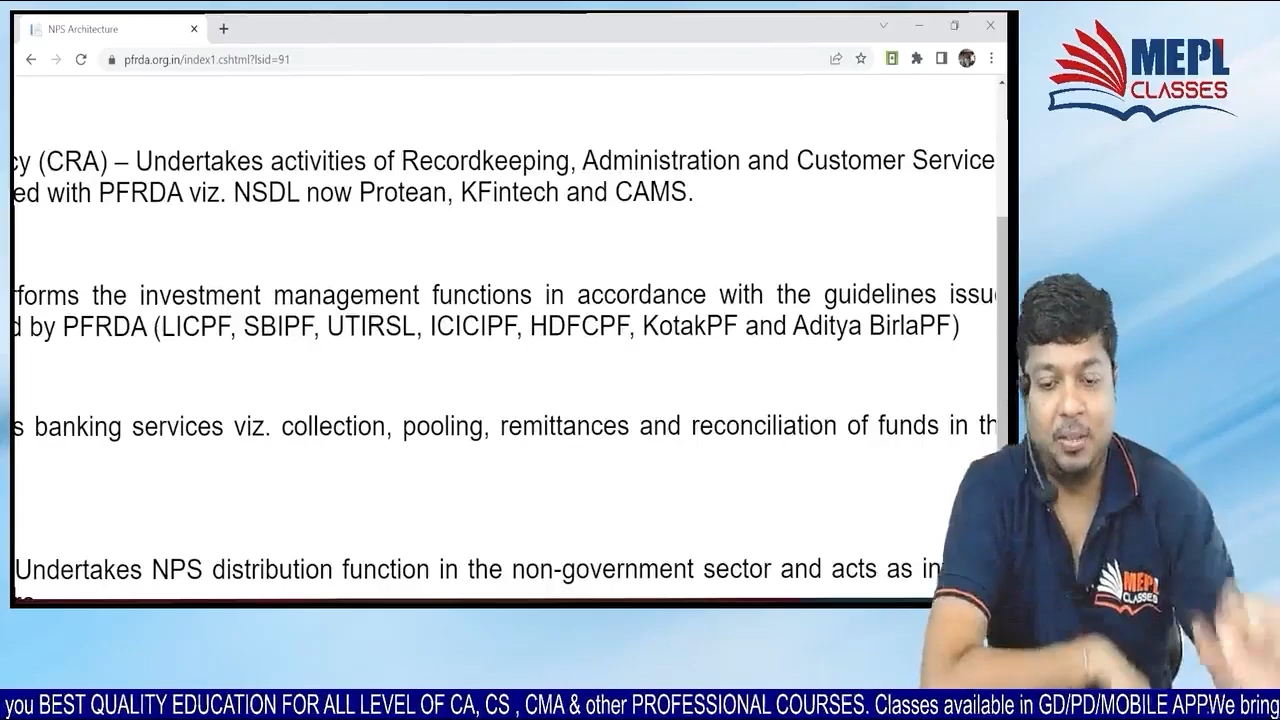 NPS Architecture
pfrda.org.in/index1.cshtml?lsid=91
MEPL
CLASSES
cy (CRA) – Undertakes activities of Recordkeeping, Administration and Customer Service
ed with PFRDA viz. NSDL now Protean, KFintech and CAMS.
rforms the investment management functions in accordance with the guidelines issu
d by PFRDA (LICPF, SBIPF, UTIRSL, ICICIPF, HDFCPF, KotakPF and Aditya BirlaPF)
s banking services viz. collection, pooling, remittances and reconciliation of funds in th
Undertakes NPS distribution function in the non-government sector and acts as in
MEPL
CLASSES
you BEST QUALITY EDUCATION FOR ALL LEVEL OF CA, CS , CMA & other PROFESSIONAL COURSES. Classes available in GD/PD/MOBILE APP.We bring